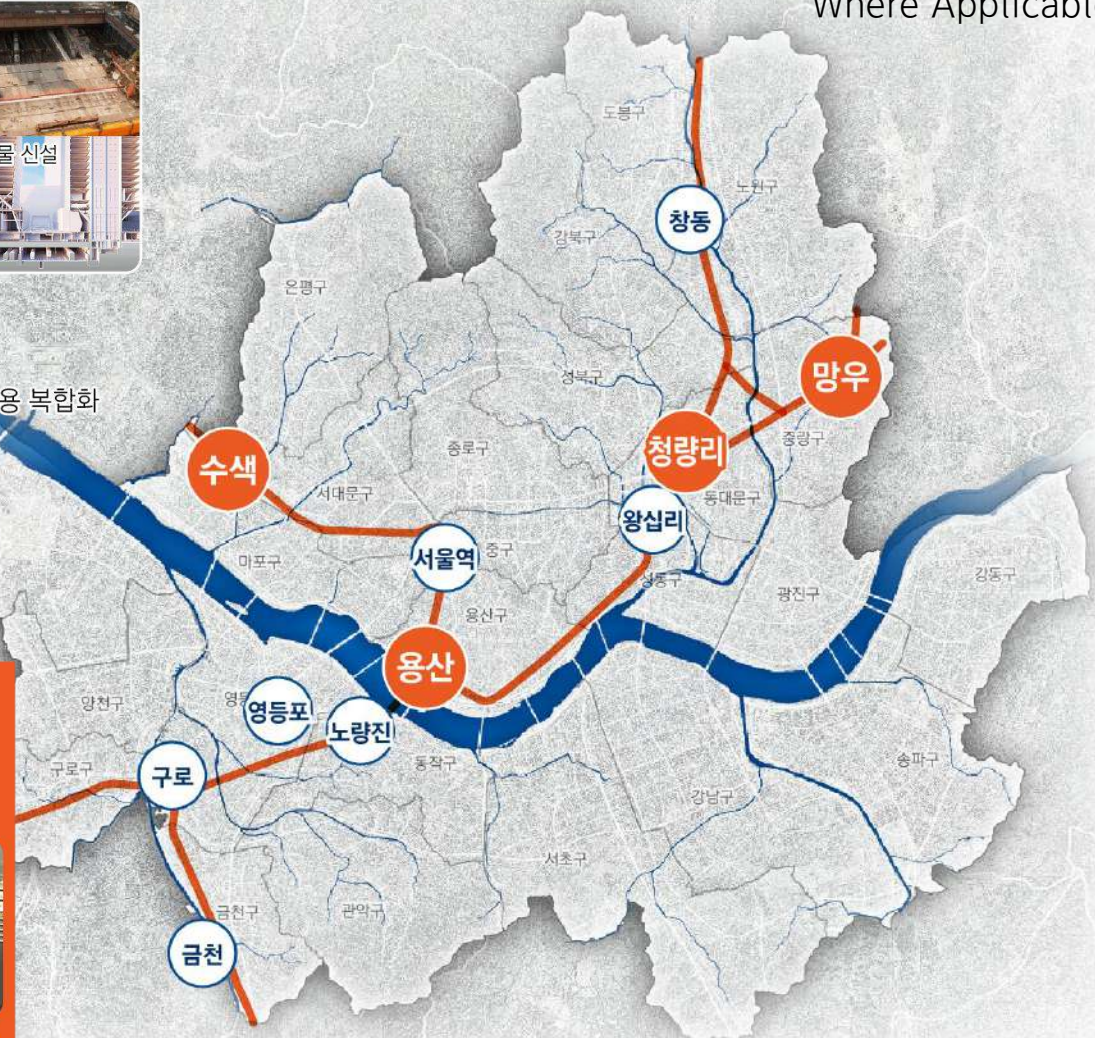 Where Applicable
물 신설
용 복합화
도봉구
노원구
창동
강북구
은평구
성북구
망우
수색
서대문구
종로구
청량리
중랑구
동대문구
왕십리
서울역
중구
마포구
성동구
광진구
강동구
용산구
용산
양천구
영등포
노량진
구로구
구로
동작구
강남구
송파구
서초구
금천구
관악구
금천